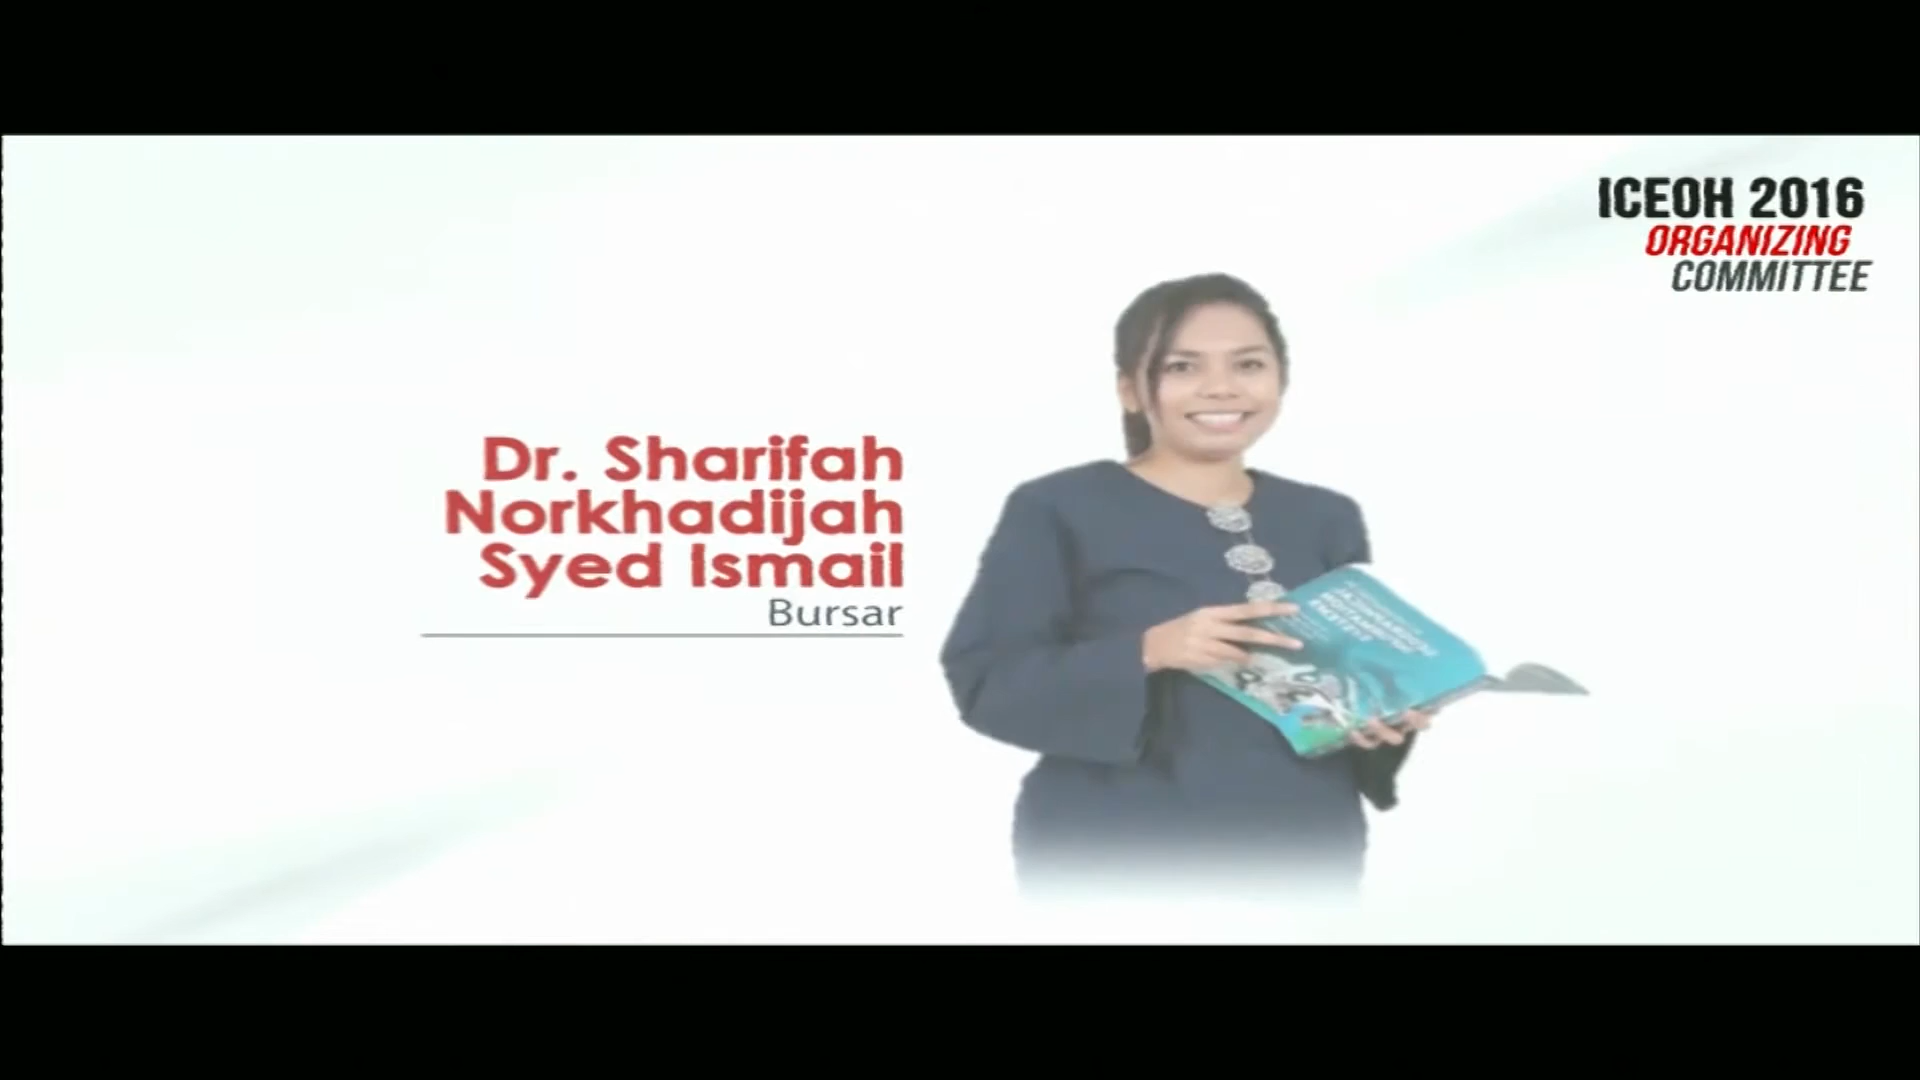 ICEOH 2016
ORGANIZING
COMMITTEE
Dr. Sharifah
Norkhadijah
Syed Ismail
Bursar